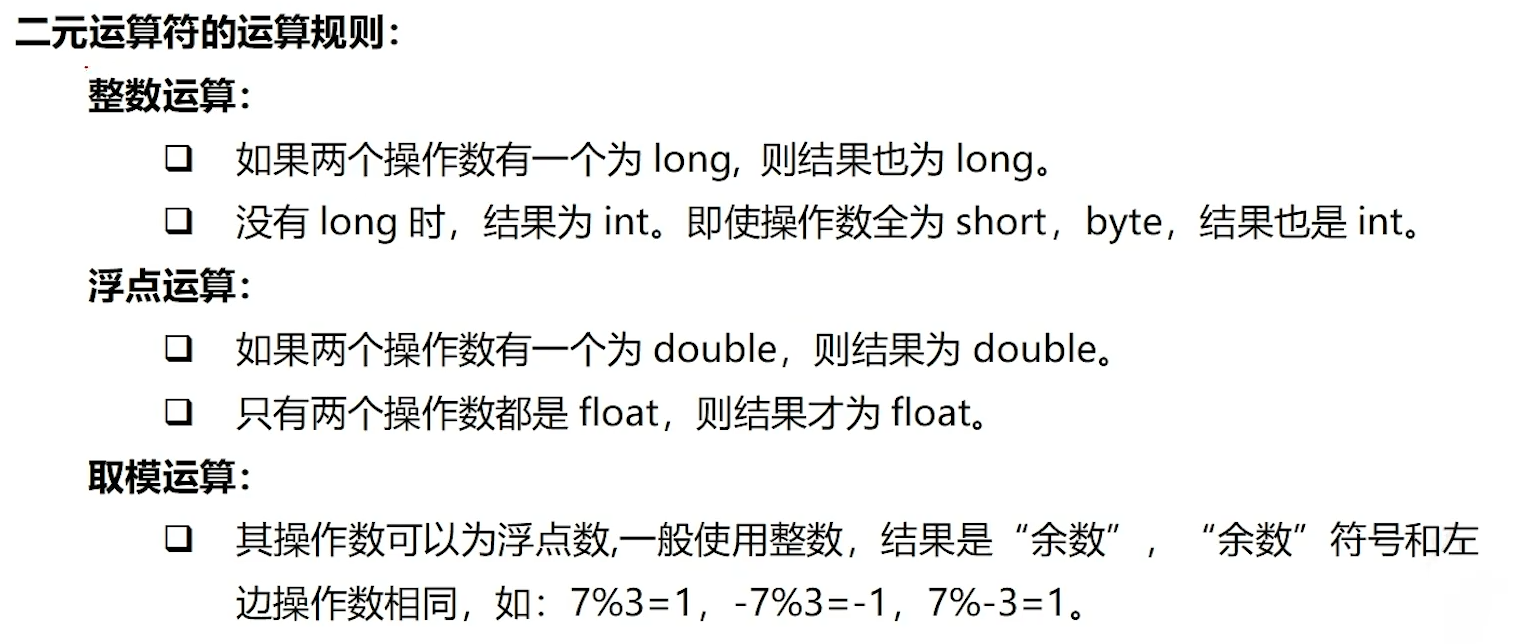 二元运算符的运算规则：
整数运算：
❑ 如果两个操作数有一个为 long, 则结果也为 long。
❑ 没有 long 时，结果为 int。即使操作数全为 short，byte，结果也是 int。
浮点运算：
❑ 如果两个操作数有一个为 double，则结果为 double。
❑ 只有两个操作数都是 float，则结果才为 float。
取模运算：
❑ 其操作数可以为浮点数,一般使用整数，结果是“余数”，“余数”符号和左
边操作数相同，如：7%3=1，-7%3=-1，7%-3=1。